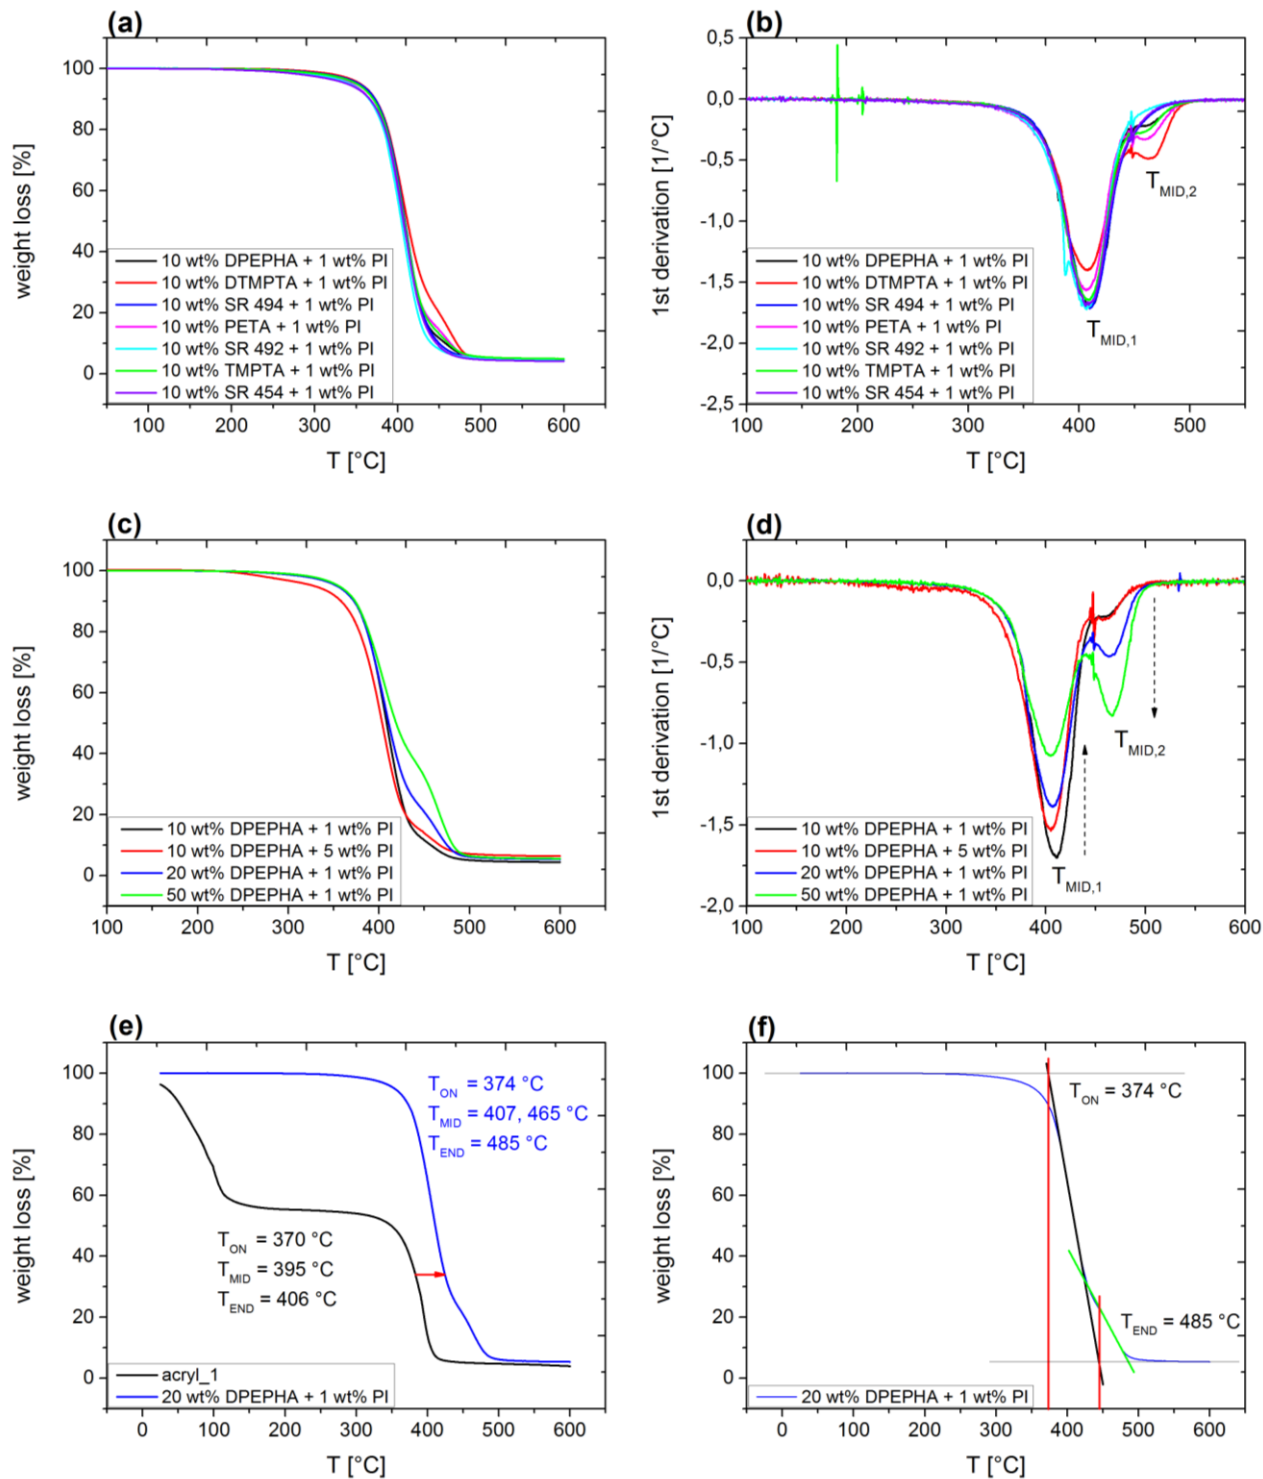 (a)
weight loss [%]
100
80
60
40
20
0
10 wt% DPEPHA + 1 wt% PI
10 wt% DTMPTA + 1 wt% PI
10 wt% SR 494 + 1 wt% PI
10 wt% PETA + 1 wt% PI
10 wt% SR 492 + 1 wt% PI
10 wt% TMPTA + 1 wt% PI
10 wt% SR 454 + 1 wt% PI
100 200 300 400 500 600
T [°C]
(b)
1st derivation [1/°C]
0,5
0,0
-0,5
-1,0
-1,5
-2,0
-2,5
T MID,2
T MID,1
10 wt% DPEPHA + 1 wt% PI
10 wt% DTMPTA + 1 wt% PI
10 wt% SR 494 + 1 wt% PI
10 wt% PETA + 1 wt% PI
10 wt% SR 492 + 1 wt% PI
10 wt% TMPTA + 1 wt% PI
10 wt% SR 454 + 1 wt% PI
100 200 300 400 500
T [°C]
(c)
weight loss [%]
100
80
60
40
20
0
10 wt% DPEPHA + 1 wt% PI
10 wt% DPEPHA + 5 wt% PI
20 wt% DPEPHA + 1 wt% PI
50 wt% DPEPHA + 1 wt% PI
100 200 300 400 500 600
T [°C]
(d)
1st derivation [1/°C]
0,0
-0,5
-1,0
-1,5
-2,0
T MID,2
T MID,1
10 wt% DPEPHA + 1 wt% PI
10 wt% DPEPHA + 5 wt% PI
20 wt% DPEPHA + 1 wt% PI
50 wt% DPEPHA + 1 wt% PI
100 200 300 400 500 600
T [°C]
(e)
weight loss [%]
100
80
60
40
20
0
T ON = 374 °C
T MID = 407, 465 °C
T END = 485 °C
T ON = 370 °C
T MID = 395 °C
T END = 406 °C
acryl_1
20 wt% DPEPHA + 1 wt% PI
0 100 200 300 400 500 600
T [°C]
(f)
weight loss [%]
100
80
60
40
20
0
T ON = 374 °C
T END = 485 °C
20 wt% DPEPHA + 1 wt% PI
0 100 200 300 400 500 600
T [°C]